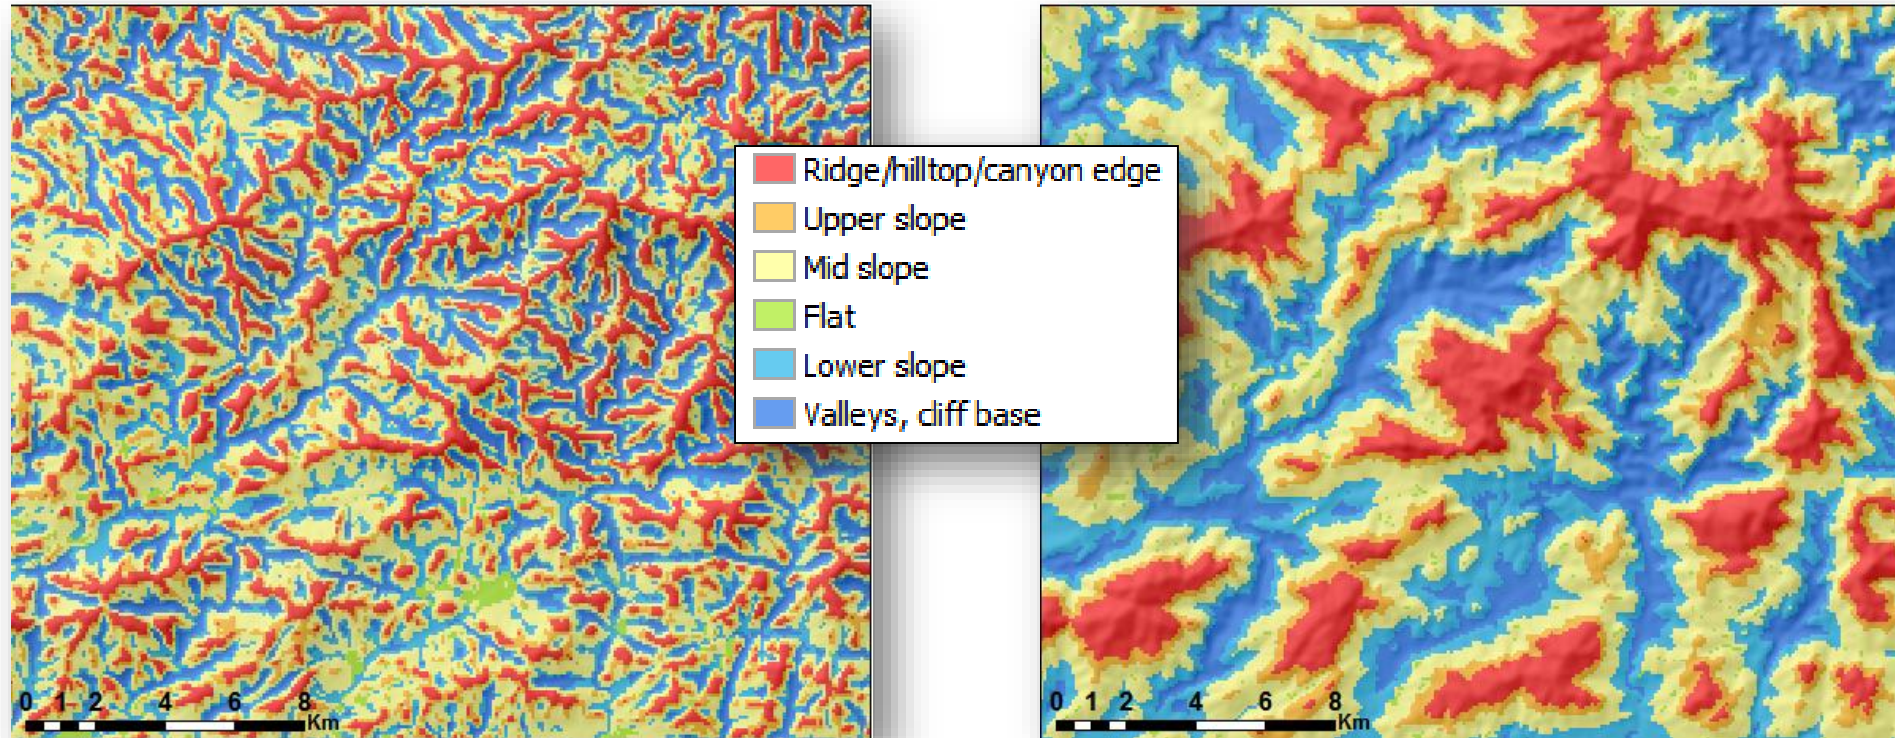 Ridge/hilltop/canyon edge
Upper slope
Mid slope
Flat
Lower slope
Valleys, cliff base
0 1 2 4 6 8
Km
0 1 2 4 6 8
Km